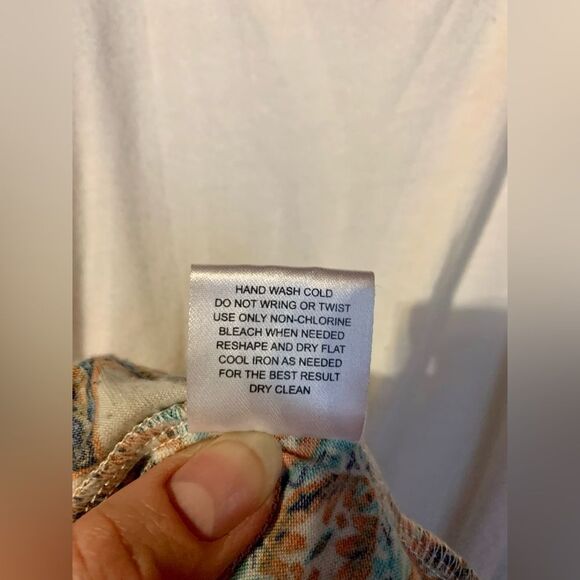 HAND WASH COLD
DO NOT WRING OR TWIST
USE ONLY NON-CHLORINE
BLEACH WHEN NEEDED
RESHAPE AND DRY FLAT
COOL IRON AS NEEDED
FOR THE BEST RESULT
DRY CLEAN